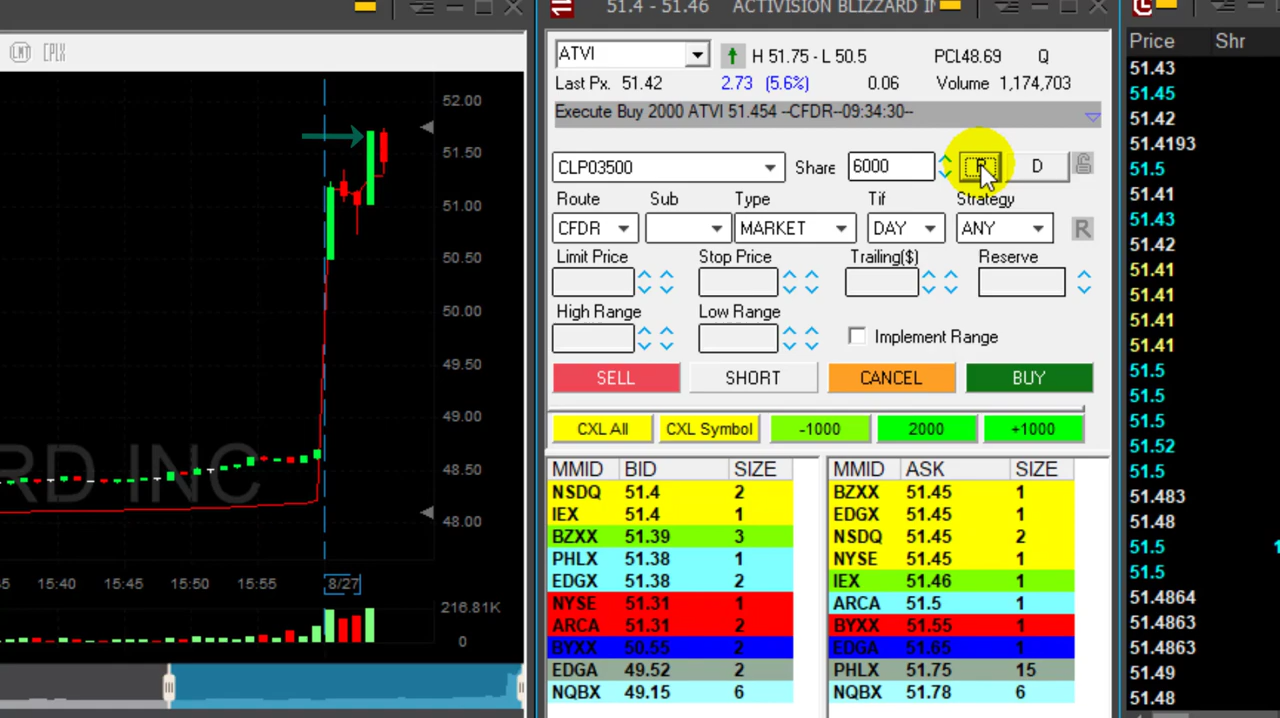 51.4 - 51.46 ACTIVISION BLIZZARD IN
LMT CPLX
52.00
51.50
51.00
50.50
50.00
49.50
49.00
48.50
48.00
RD INC
15:40 15:45 15:50 15:55 8/27
216.81K
0
ATVI H 51.75 - L 50.5 PCL48.69 Q
Last Px. 51.42 2.73 (5.6%) 0.06 Volume 1,174,703
Execute Buy 2000 ATVI 51.454 --CFDR--09:34:30--
CLP03500 Share 6000 D
Route Sub Type Tif Strategy
CFDR MARKET DAY ANY R
Limit Price Stop Price Trailing($) Reserve
High Range Low Range
Implement Range
SELL SHORT CANCEL BUY
CXL All CXL Symbol -1000 2000 +1000
MMID BID SIZE MMID ASK SIZE
NSDQ 51.4 2 BZXX 51.45 1
IEX 51.4 1 EDGX 51.45 1
BZXX 51.39 3 NSDQ 51.45 2
PHLX 51.38 1 NYSE 51.45 1
EDGX 51.38 2 IEX 51.46 1
NYSE 51.31 1 ARCA 51.5 1
ARCA 51.31 2 BYXX 51.55 1
BYXX 50.55 2 EDGA 51.65 1
EDGA 49.52 2 PHLX 51.75 15
NQBX 49.15 6 NQBX 51.78 6
Price Shr
51.43
51.45
51.42
51.4193
51.5
51.41
51.43
51.42
51.41
51.41
51.41
51.41
51.5
51.5
51.5
51.52
51.5
51.483
51.48
51.5
51.5
51.4864
51.4863
51.4863
51.49
51.48